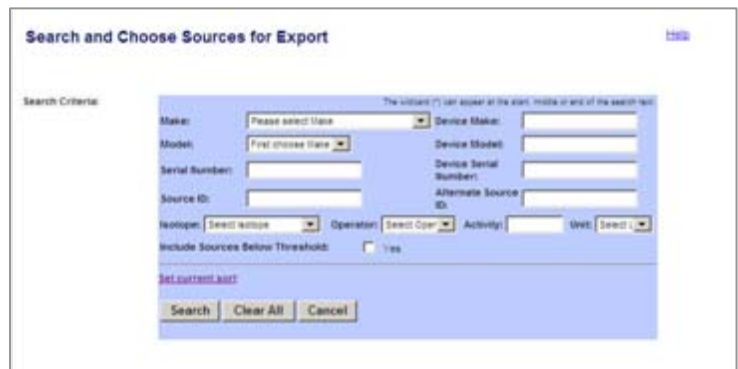 Search and Choose Sources for Export
Help
Search Criteria:
The wildcard (*) can appear at the start, middle or end of the search text
Make: Please select Make Device Make:
Model: First choose Make Device Model:
Serial Number: Device Serial Number:
Source ID: Alternate Source ID:
Isotope: Select Isotope Operator: Select Oper Activity: Unit: Select
Include Sources Below Threshold: Yes
Set current sort
Search Clear All Cancel